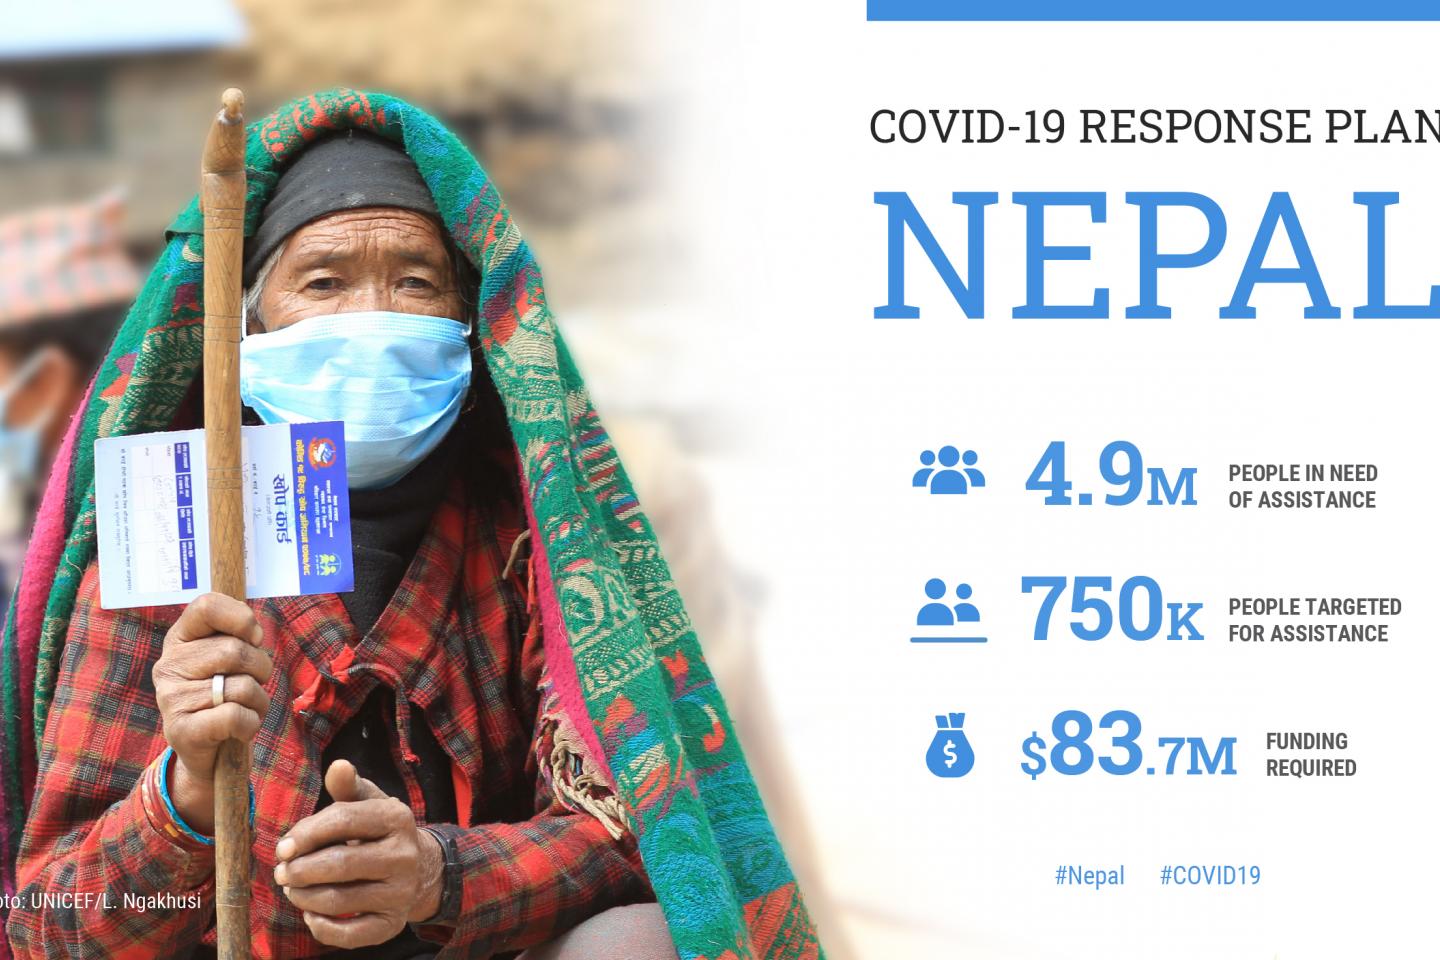 COVID-19 RESPONSE PLAN
NEPAL
4.9M
PEOPLE IN NEED
OF ASSISTANCE
750K
PEOPLE TARGETED
FOR ASSISTANCE
$83.7M
FUNDING
REQUIRED
#Nepal #COVID19
oto: UNICEF/L. Ngakhusi
खोप कार्ड